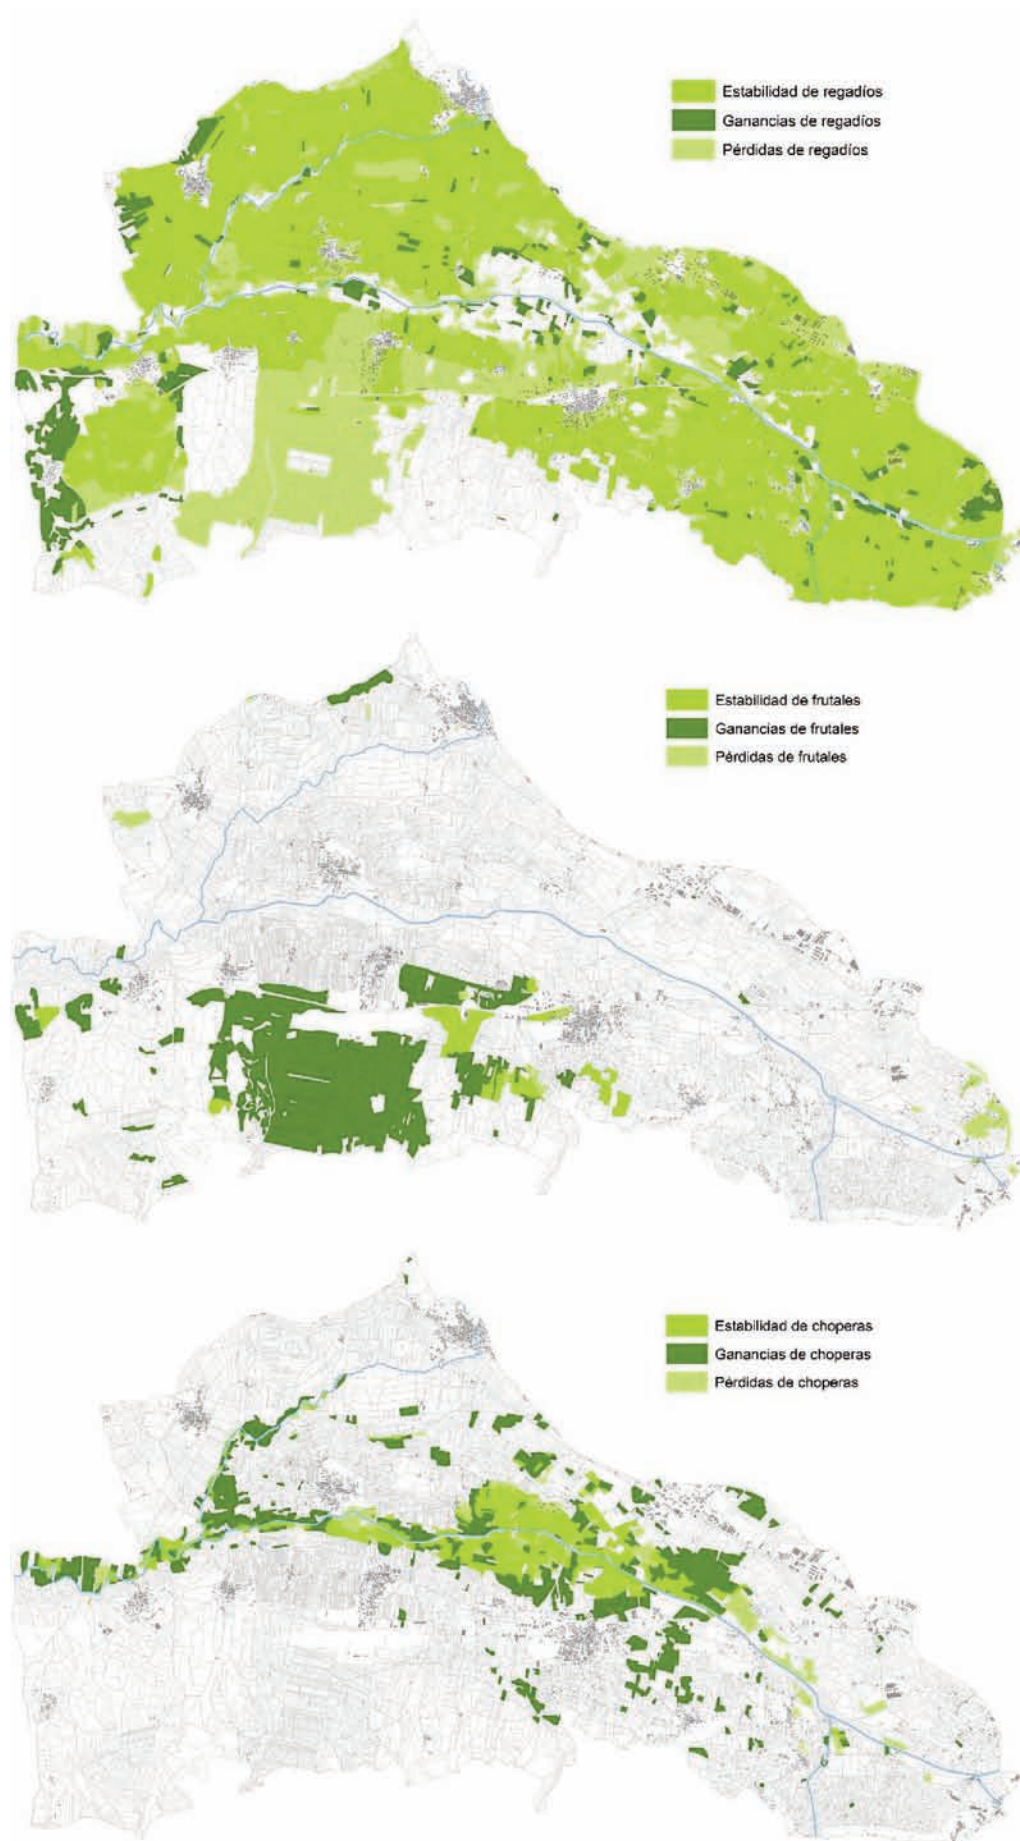 Estabilidad de regadíos
Ganancias de regadíos
Pérdidas de regadíos
Estabilidad de frutales
Ganancias de frutales
Pérdidas de frutales
Estabilidad de choperas
Ganancias de choperas
Pérdidas de choperas